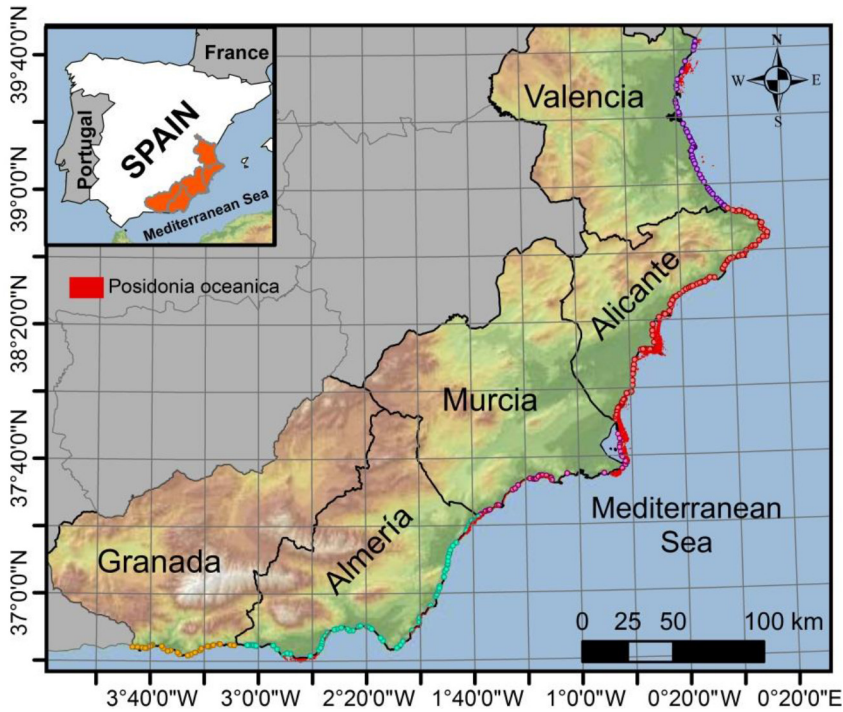 France
Portugal
SPAIN
Mediterranean Sea
Posidonia oceanica
N
W
E
S
Valencia
Alicante
Murcia
Almería
Granada
Mediterranean
Sea
0 25 50 100 km
39°40'0"N
39°0'0"N
38°20'0"N
37°40'0"N
37°0'0"N
3°40'0"W 3°0'0"W 2°20'0"W 1°40'0"W 1°0'0"W 0°20'0"W 0°20'0"E